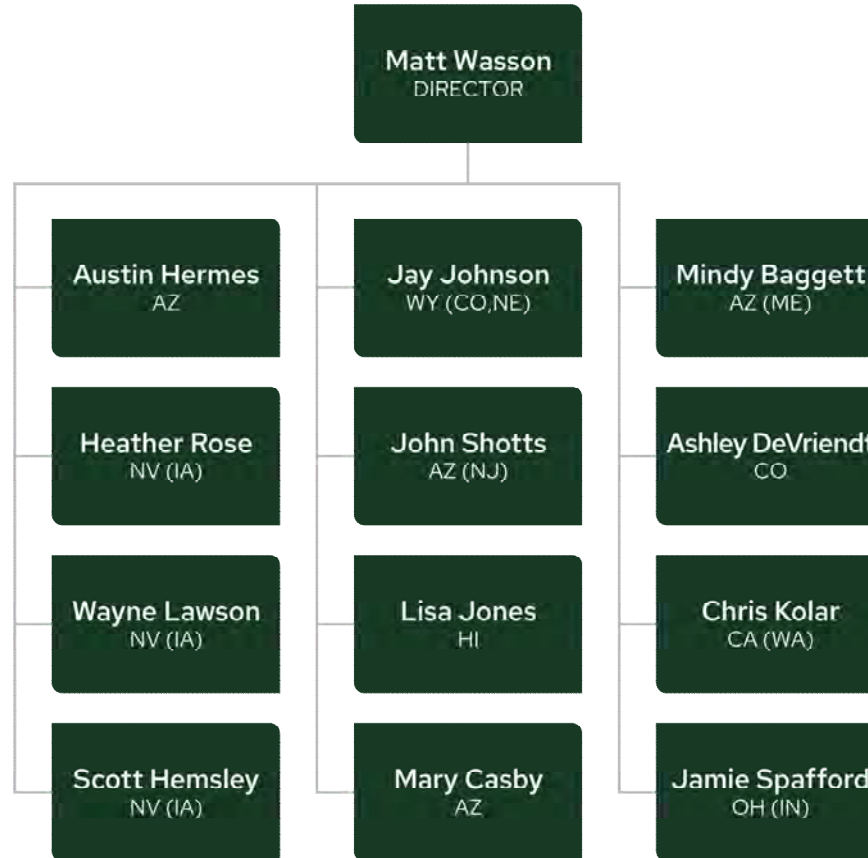 Matt Wasson
DIRECTOR
Austin Hermes
AZ
Jay Johnson
WY (CO,NE)
Mindy Baggett
AZ (ME)
Heather Rose
NV (IA)
John Shotts
AZ (NJ)
Ashley DeVriendt
CO
Wayne Lawson
NV (IA)
Lisa Jones
HI
Chris Kolar
CA (WA)
Scott Hemsley
NV (IA)
Mary Casby
AZ
Jamie Spafford
OH (IN)